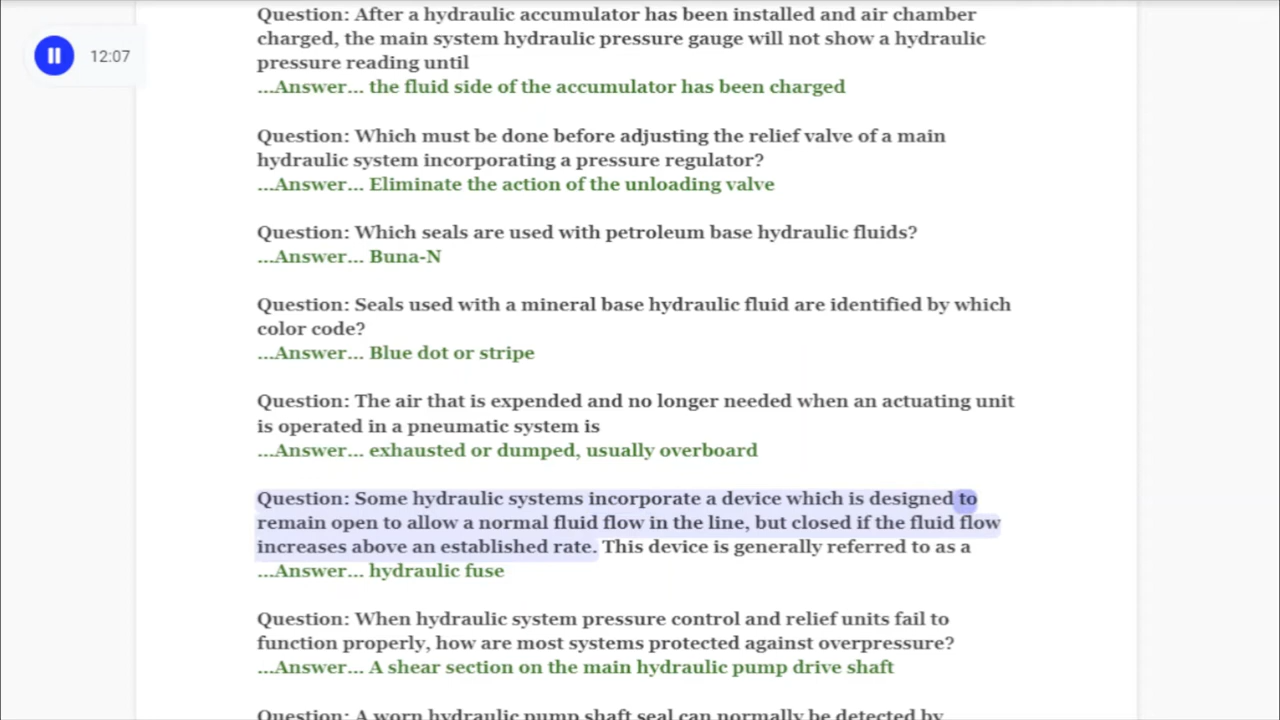 Question: After a hydraulic accumulator has been installed and air chamber
12:07
charged, the main system hydraulic pressure gauge will not show a hydraulic
pressure reading until
...Answer... the fluid side of the accumulator has been charged
Question: Which must be done before adjusting the relief valve of a main
hydraulic system incorporating a pressure regulator?
...Answer... Eliminate the action of the unloading valve
Question: Which seals are used with petroleum base hydraulic fluids?
...Answer... Buna-N
Question: Seals used with a mineral base hydraulic fluid are identified by which
color code?
...Answer... Blue dot or stripe
Question: The air that is expended and no longer needed when an actuating unit
is operated in a pneumatic system is
...Answer... exhausted or dumped, usually overboard
Question: Some hydraulic systems incorporate a device which is designed to
remain open to allow a normal fluid flow in the line, but closed if the fluid flow
increases above an established rate. This device is generally referred to as a
...Answer... hydraulic fuse
Question: When hydraulic system pressure control and relief units fail to
function properly, how are most systems protected against overpressure?
...Answer... A shear section on the main hydraulic pump drive shaft
Question: A worn hydraulic pump shaft seal can normally be detected by